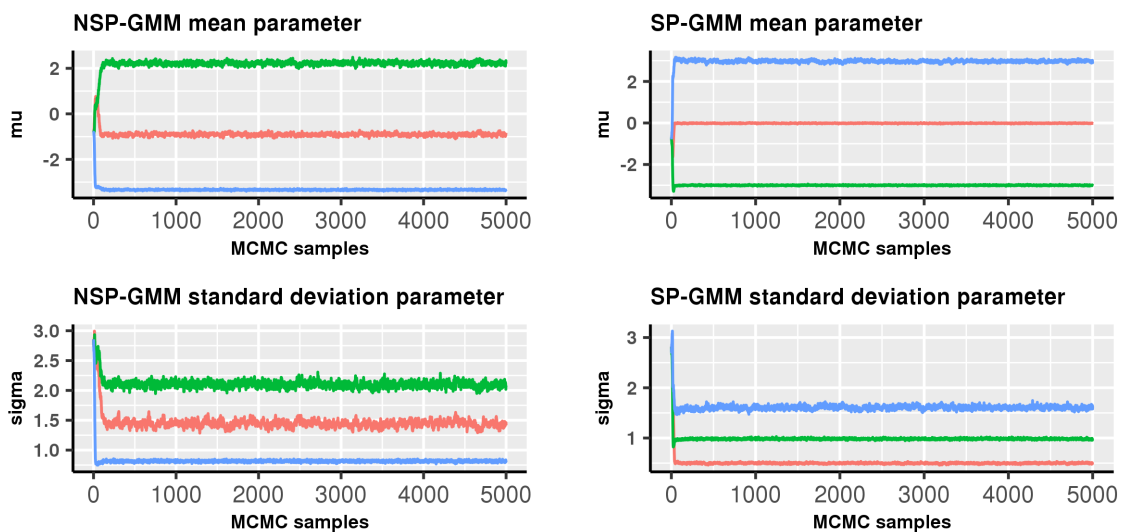 NSP-GMM mean parameter
2
0
-2
mu
0 1000 2000 3000 4000 5000
MCMC samples
SP-GMM mean parameter
2
0
-2
mu
0 1000 2000 3000 4000 5000
MCMC samples
NSP-GMM standard deviation parameter
3.0
2.5
2.0
1.5
1.0
sigma
0 1000 2000 3000 4000 5000
MCMC samples
SP-GMM standard deviation parameter
3
2
1
sigma
0 1000 2000 3000 4000 5000
MCMC samples